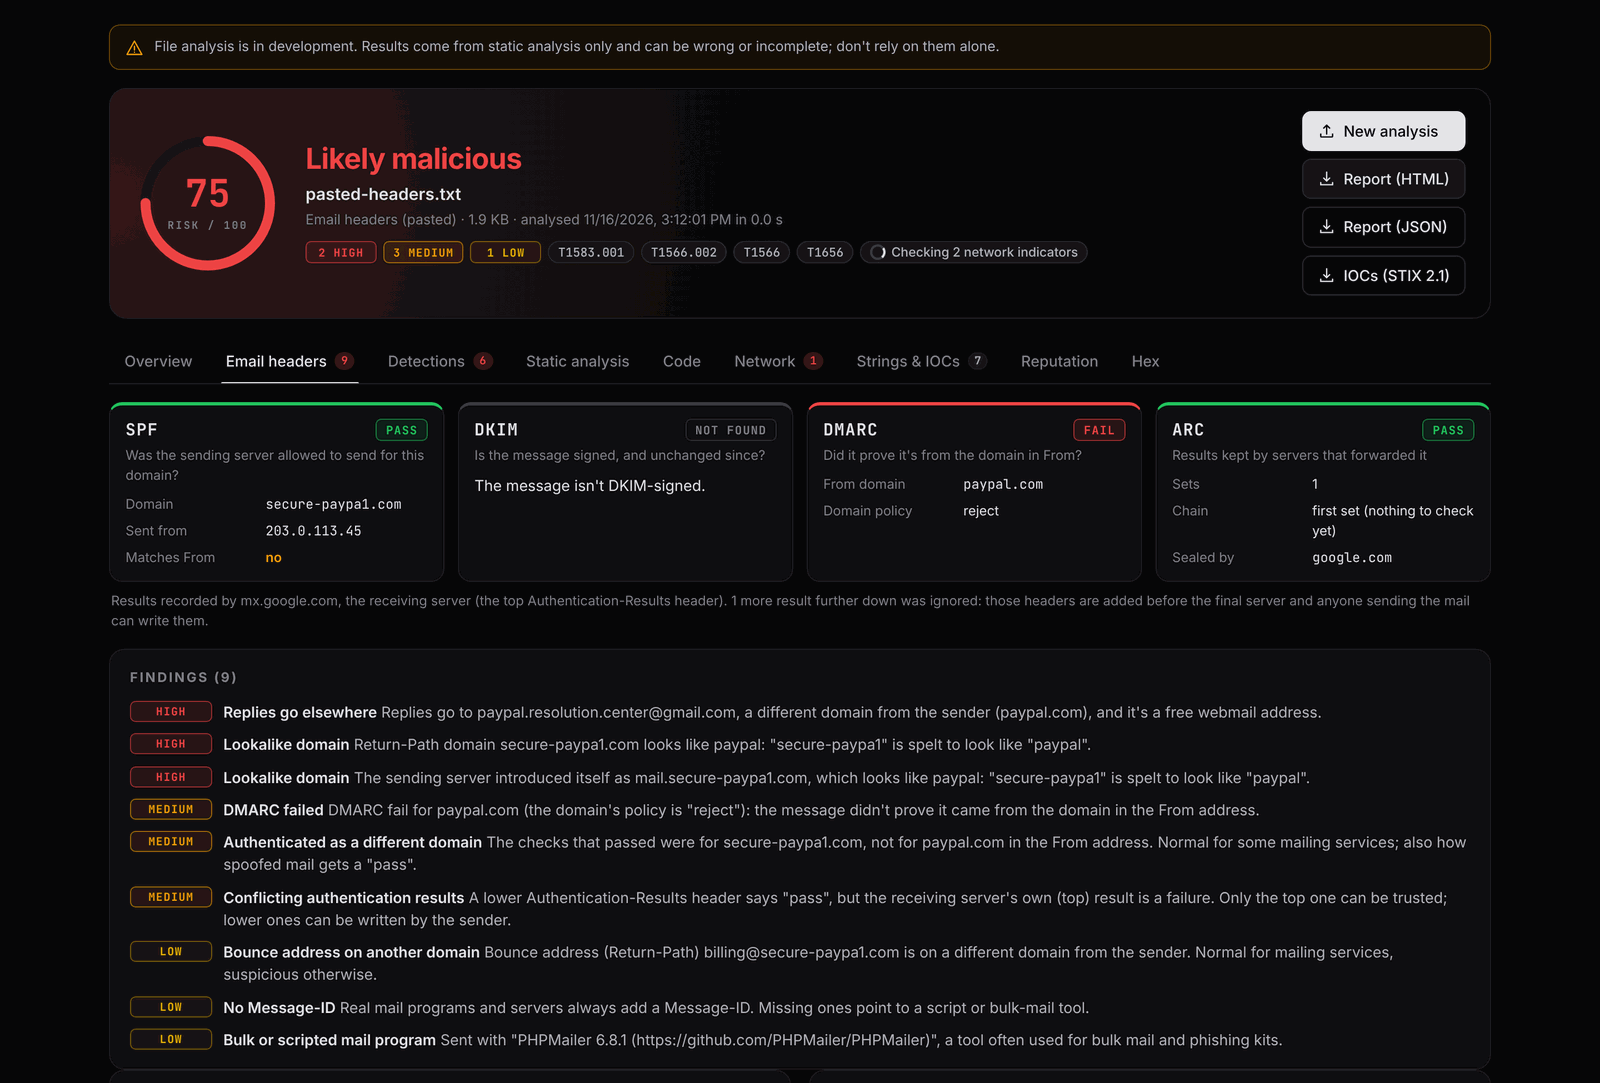 File analysis is in development. Results come from static analysis only and can be wrong or incomplete; don't rely on them alone.
75
RISK / 100
Likely malicious
pasted-headers.txt
Email headers (pasted) · 1.9 KB · analysed 11/16/2026, 3:12:01 PM in 0.0 s
2 HIGH 3 MEDIUM 1 LOW T1583.001 T1566.002 T1566 T1656 Checking 2 network indicators
New analysis
Report (HTML)
Report (JSON)
IOCs (STIX 2.1)
Overview Email headers 9 Detections 6 Static analysis Code Network 1 Strings & IOCs 7 Reputation Hex
SPF PASS
Was the sending server allowed to send for this
domain?
Domain secure-paypa1.com
Sent from 203.0.113.45
Matches From no
DKIM NOT FOUND
Is the message signed, and unchanged since?
The message isn't DKIM-signed.
DMARC FAIL
Did it prove it's from the domain in From?
From domain paypal.com
Domain policy reject
ARC PASS
Results kept by servers that forwarded it
Sets 1
Chain first set (nothing to check
yet)
Sealed by google.com
Results recorded by mx.google.com, the receiving server (the top Authentication-Results header). 1 more result further down was ignored: those headers are added before the final server and anyone sending the mail
can write them.
FINDINGS (9)
HIGH Replies go elsewhere Replies go to paypal.resolution.center@gmail.com, a different domain from the sender (paypal.com), and it's a free webmail address.
HIGH Lookalike domain Return-Path domain secure-paypa1.com looks like paypal: "secure-paypa1" is spelt to look like "paypal".
HIGH Lookalike domain The sending server introduced itself as mail.secure-paypa1.com, which looks like paypal: "secure-paypa1" is spelt to look like "paypal".
MEDIUM DMARC failed DMARC fail for paypal.com (the domain's policy is "reject"): the message didn't prove it came from the domain in the From address.
MEDIUM Authenticated as a different domain The checks that passed were for secure-paypa1.com, not for paypal.com in the From address. Normal for some mailing services; also how
spoofed mail gets a "pass".
MEDIUM Conflicting authentication results A lower Authentication-Results header says "pass", but the receiving server's own (top) result is a failure. Only the top one can be trusted;
lower ones can be written by the sender.
LOW Bounce address on another domain Bounce address (Return-Path) billing@secure-paypa1.com is on a different domain from the sender. Normal for mailing services,
suspicious otherwise.
LOW No Message-ID Real mail programs and servers always add a Message-ID. Missing ones point to a script or bulk-mail tool.
LOW Bulk or scripted mail program Sent with "PHPMailer 6.8.1 (https://github.com/PHPMailer/PHPMailer)", a tool often used for bulk mail and phishing kits.